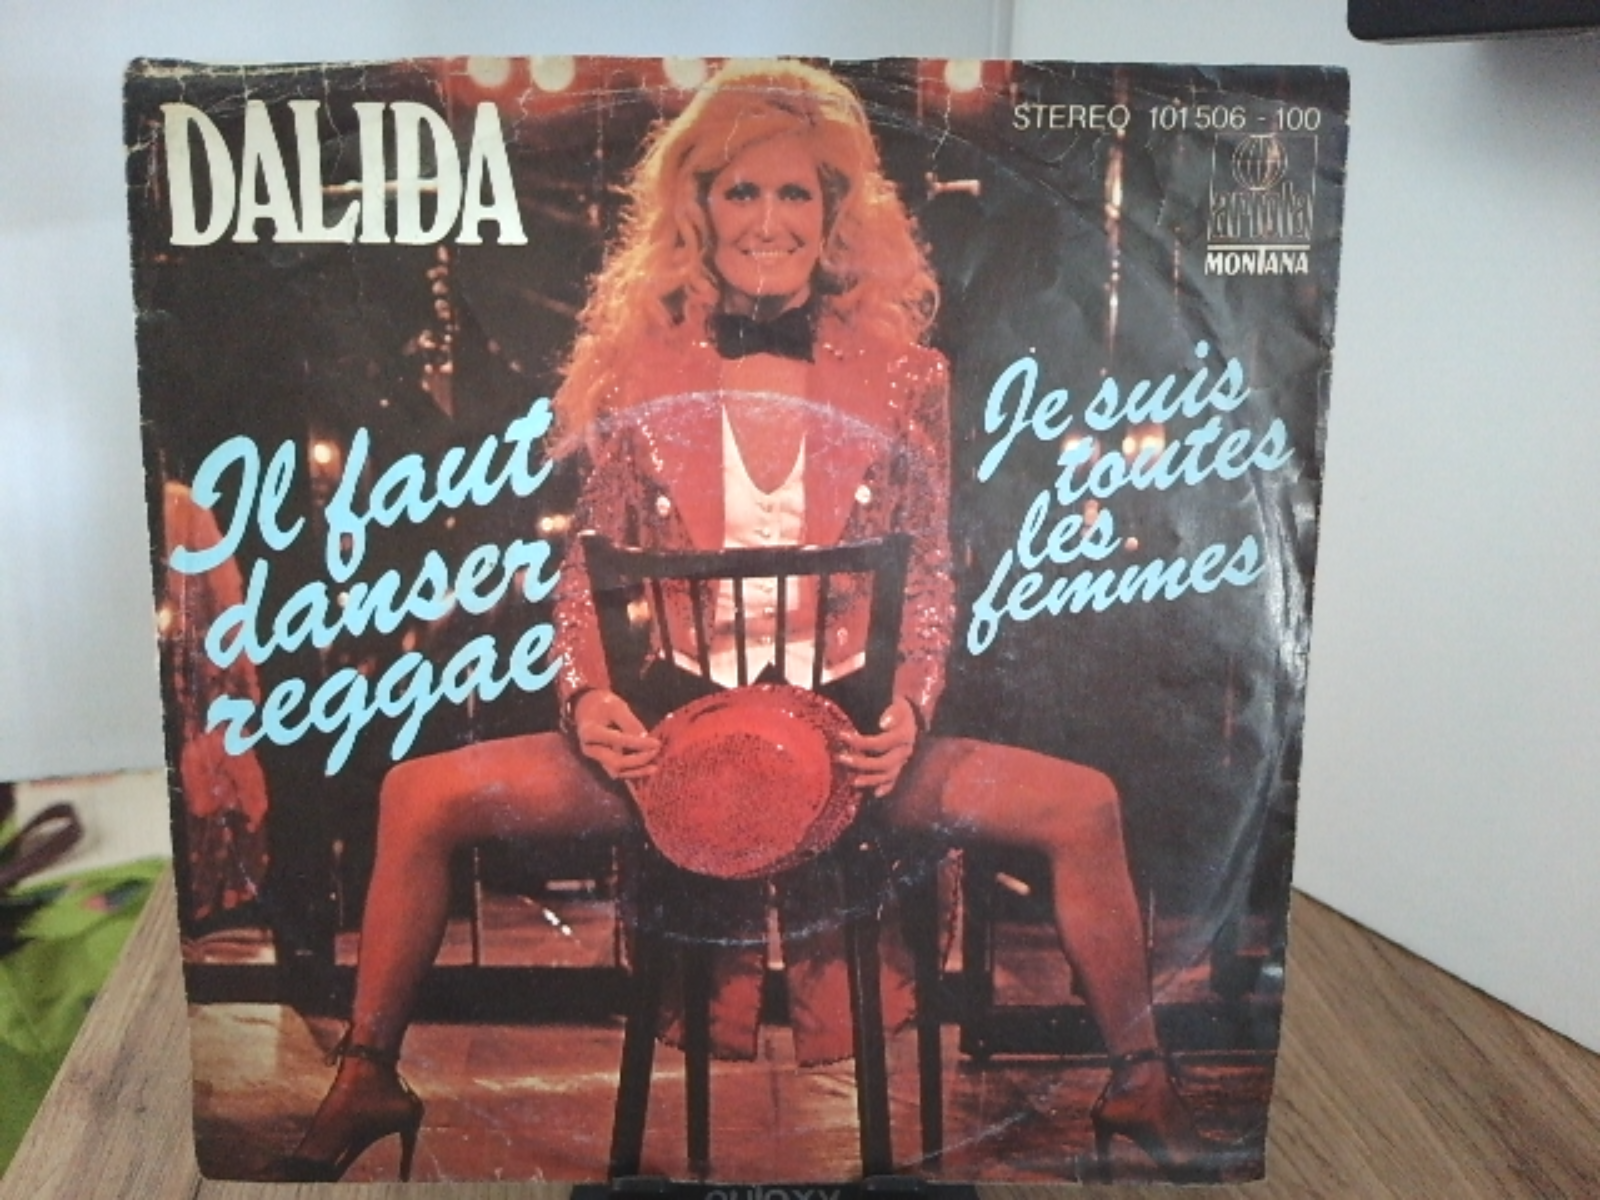 DALIDA
STEREO 101 506 - 100
ariola
MONTANA
Il faut
danser
reggae
Je suis
toutes
les
femmes